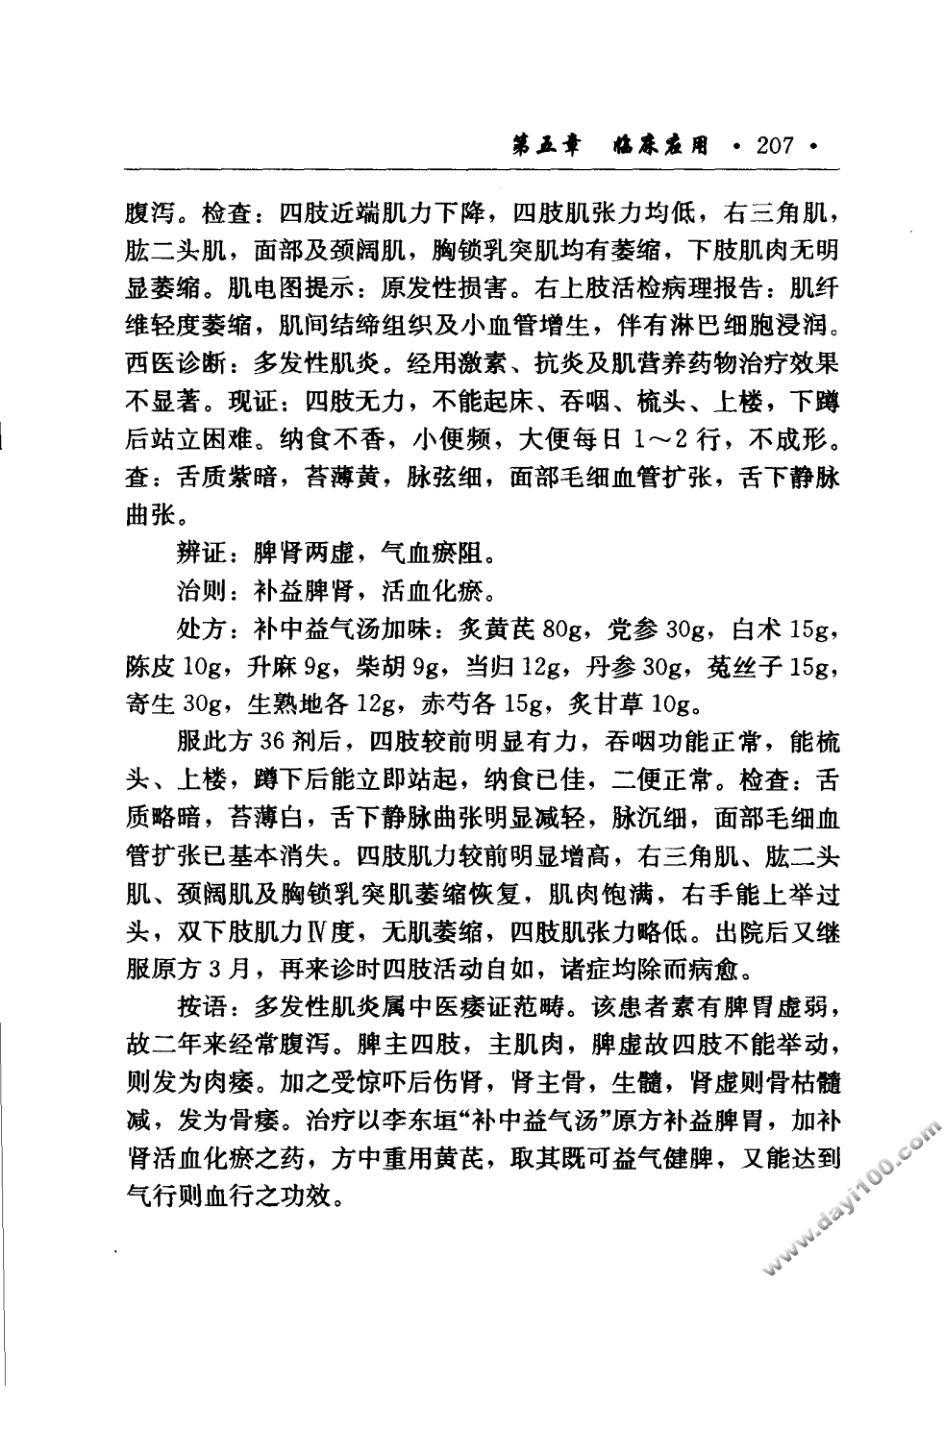 第五章 临床应用 · 207 ·
腹泻。检查：四肢近端肌力下降，四肢肌张力均低，右三角肌，
肱二头肌，面部及颈阔肌，胸锁乳突肌均有萎缩，下肢肌肉无明
显萎缩。肌电图提示：原发性损害。右上肢活检病理报告：肌纤
维轻度萎缩，肌间结缔组织及小血管增生，伴有淋巴细胞浸润。
西医诊断：多发性肌炎。经用激素、抗炎及肌营养药物治疗效果
不显著。现证：四肢无力，不能起床、吞咽、梳头、上楼，下蹲
后站立困难。纳食不香，小便频，大便每日 1～2 行，不成形。
查：舌质紫暗，苔薄黄，脉弦细，面部毛细血管扩张，舌下静脉
曲张。
辨证：脾肾两虚，气血瘀阻。
治则：补益脾肾，活血化瘀。
处方：补中益气汤加味：炙黄芪 80g，党参 30g，白术 15g，
陈皮 10g，升麻 9g，柴胡 9g，当归 12g，丹参 30g，菟丝子 15g，
寄生 30g，生熟地各 12g，赤芍各 15g，炙甘草 10g。
服此方 36 剂后，四肢较前明显有力，吞咽功能正常，能梳
头、上楼，蹲下后能立即站起，纳食已佳，二便正常。检查：舌
质略暗，苔薄白，舌下静脉曲张明显减轻，脉沉细，面部毛细血
管扩张已基本消失。四肢肌力较前明显增高，右三角肌、肱二头
肌、颈阔肌及胸锁乳突肌萎缩恢复，肌肉饱满，右手能上举过
头，双下肢肌力Ⅳ度，无肌萎缩，四肢肌张力略低。出院后又继
服原方 3 月，再来诊时四肢活动自如，诸症均除而病愈。
按语：多发性肌炎属中医痿证范畴。该患者素有脾胃虚弱，
故二年来经常腹泻。脾主四肢，主肌肉，脾虚故四肢不能举动，
则发为肉痿。加之受惊吓后伤肾，肾主骨，生髓，肾虚则骨枯髓
减，发为骨痿。治疗以李东垣“补中益气汤”原方补益脾胃，加补
肾活血化瘀之药，方中重用黄芪，取其既可益气健脾，又能达到
气行则血行之功效。
www.dayi100.com